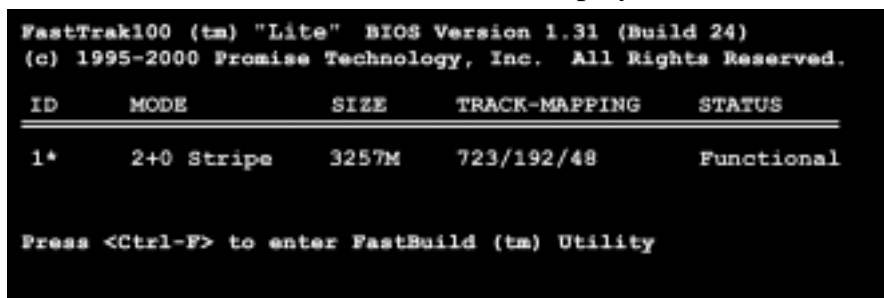 FastTrak100 (tm) "Lite" BIOS Version 1.31 (Build 24)
(c) 1995-2000 Promise Technology, Inc. All Rights Reserved.
ID MODE SIZE TRACK-MAPPING STATUS
1* 2+0 Stripe 3257M 723/192/48 Functional
Press <Ctrl-F> to enter FastBuild (tm) Utility